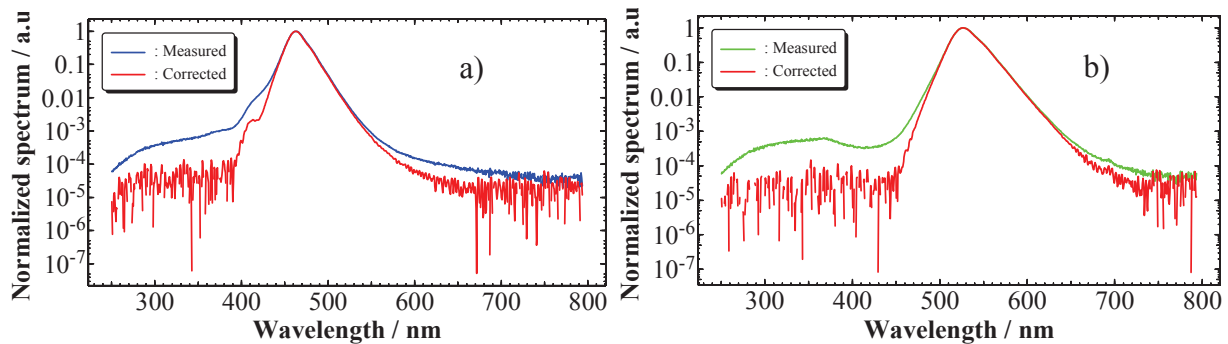 Normalized spectrum / a.u
1
0.1
0.01
10-3
10-4
10-5
10-6
10-7
: Measured
: Corrected
a)
300 400 500 600 700 800
Wavelength / nm
Normalized spectrum / a.u
1
0.1
0.01
10-3
10-4
10-5
10-6
10-7
: Measured
: Corrected
b)
300 400 500 600 700 800
Wavelength / nm